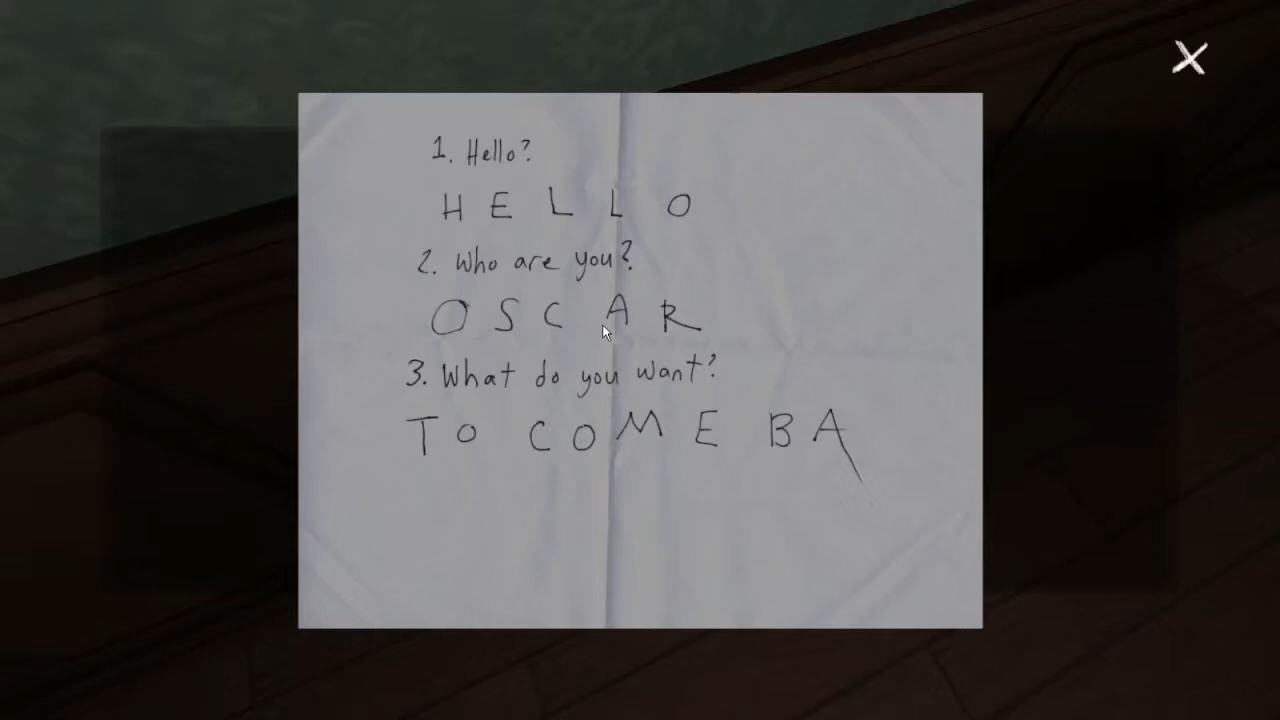 1. Hello?
H E L L O
2. Who are you?
O S C A R
3. What do you want?
T O C O M E B A